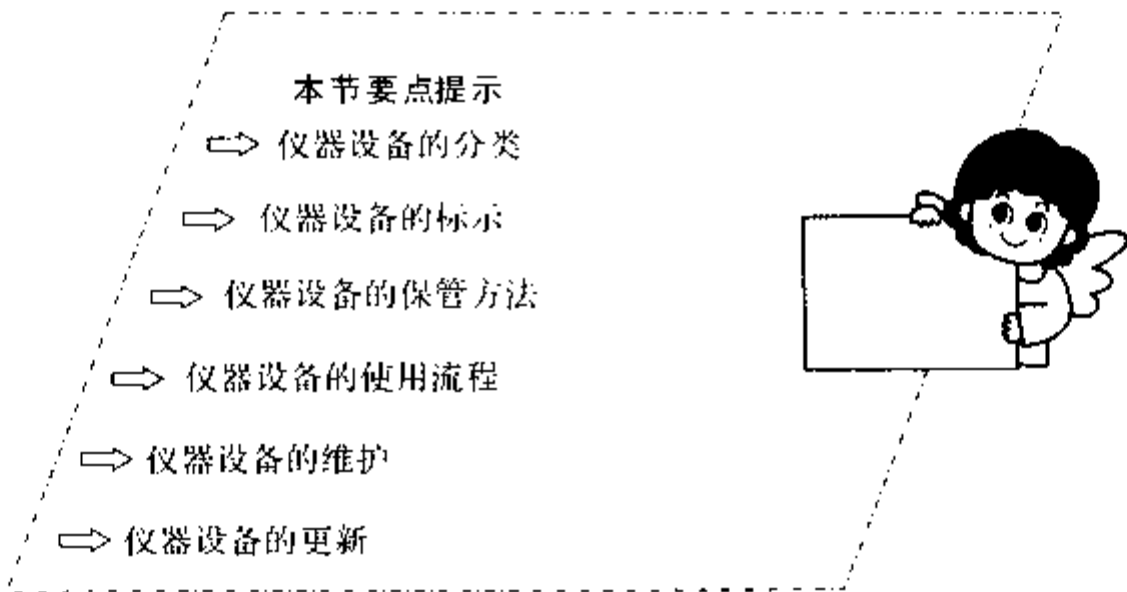 本节要点提示
仪器设备的分类
仪器设备的标示
仪器设备的保管方法
仪器设备的使用流程
仪器设备的维护
仪器设备的更新